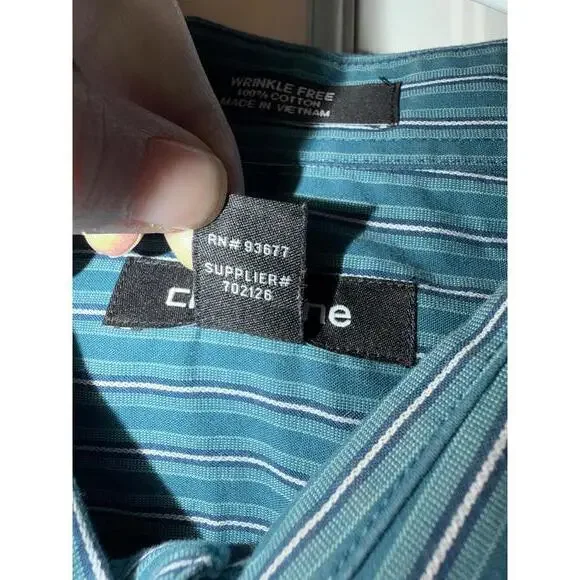 WRINKLE FREE
100% COTTON
MADE IN VIETNAM
RN# 93677
SUPPLIER#
702126